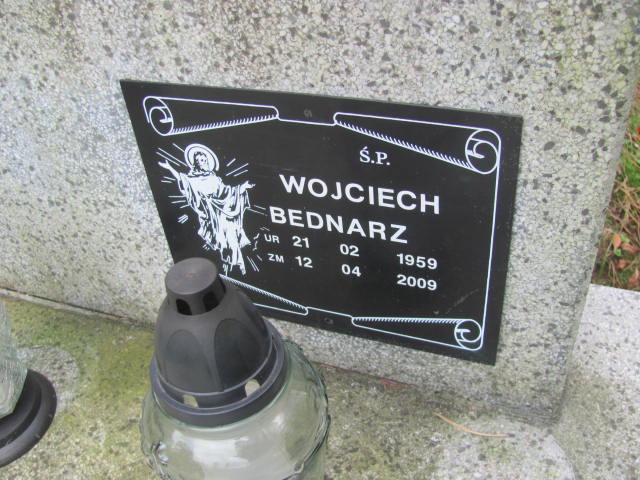 Ś.P.
WOJCIECH
BEDNARZ
UR 21 02 1959
ZM 12 04 2009